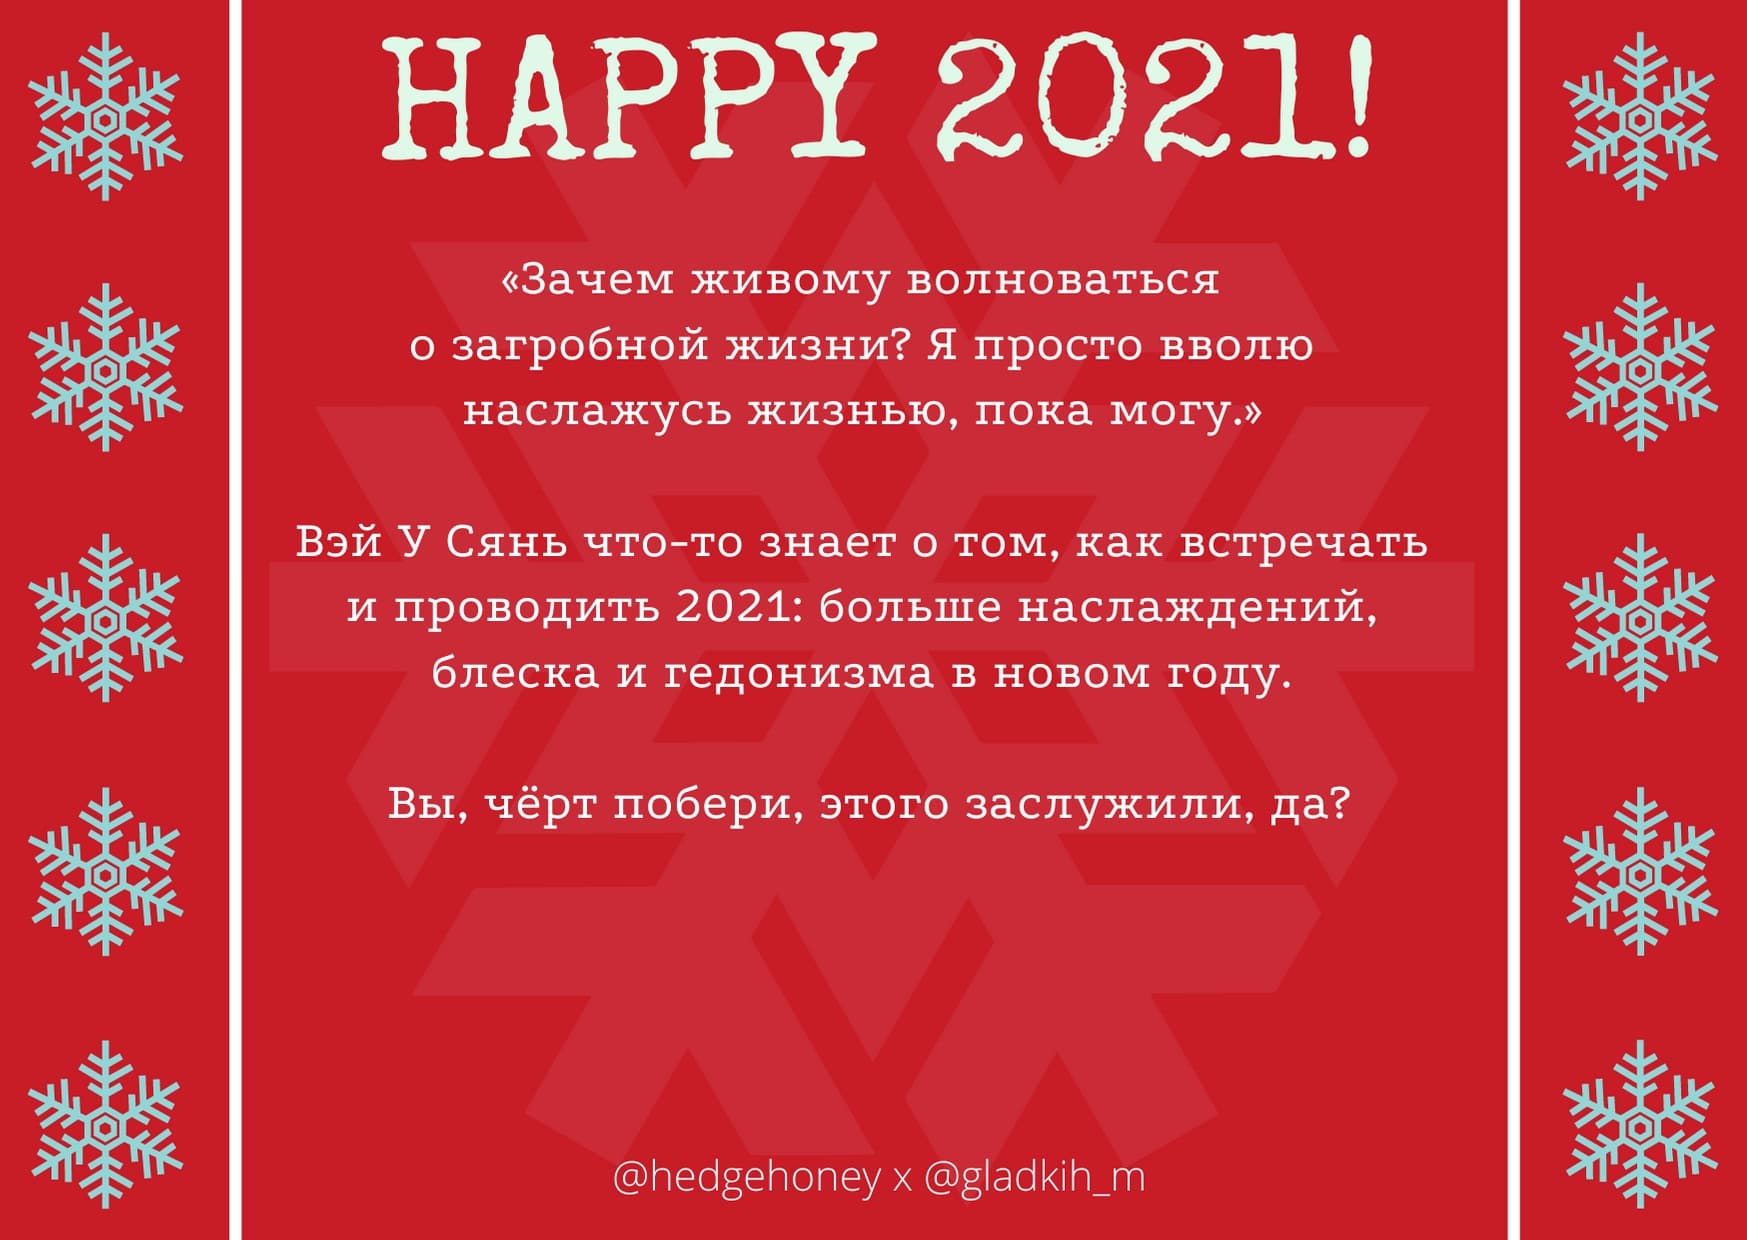 HAPPY 2021!
«Зачем живому волноваться
о загробной жизни? Я просто вволю
наслажусь жизнью, пока могу.»
Вэй У Сянь что-то знает о том, как встречать
и проводить 2021: больше наслаждений,
блеска и гедонизма в новом году.
Вы, чёрт побери, этого заслужили, да?
@hedgehoney x @gladkih_m